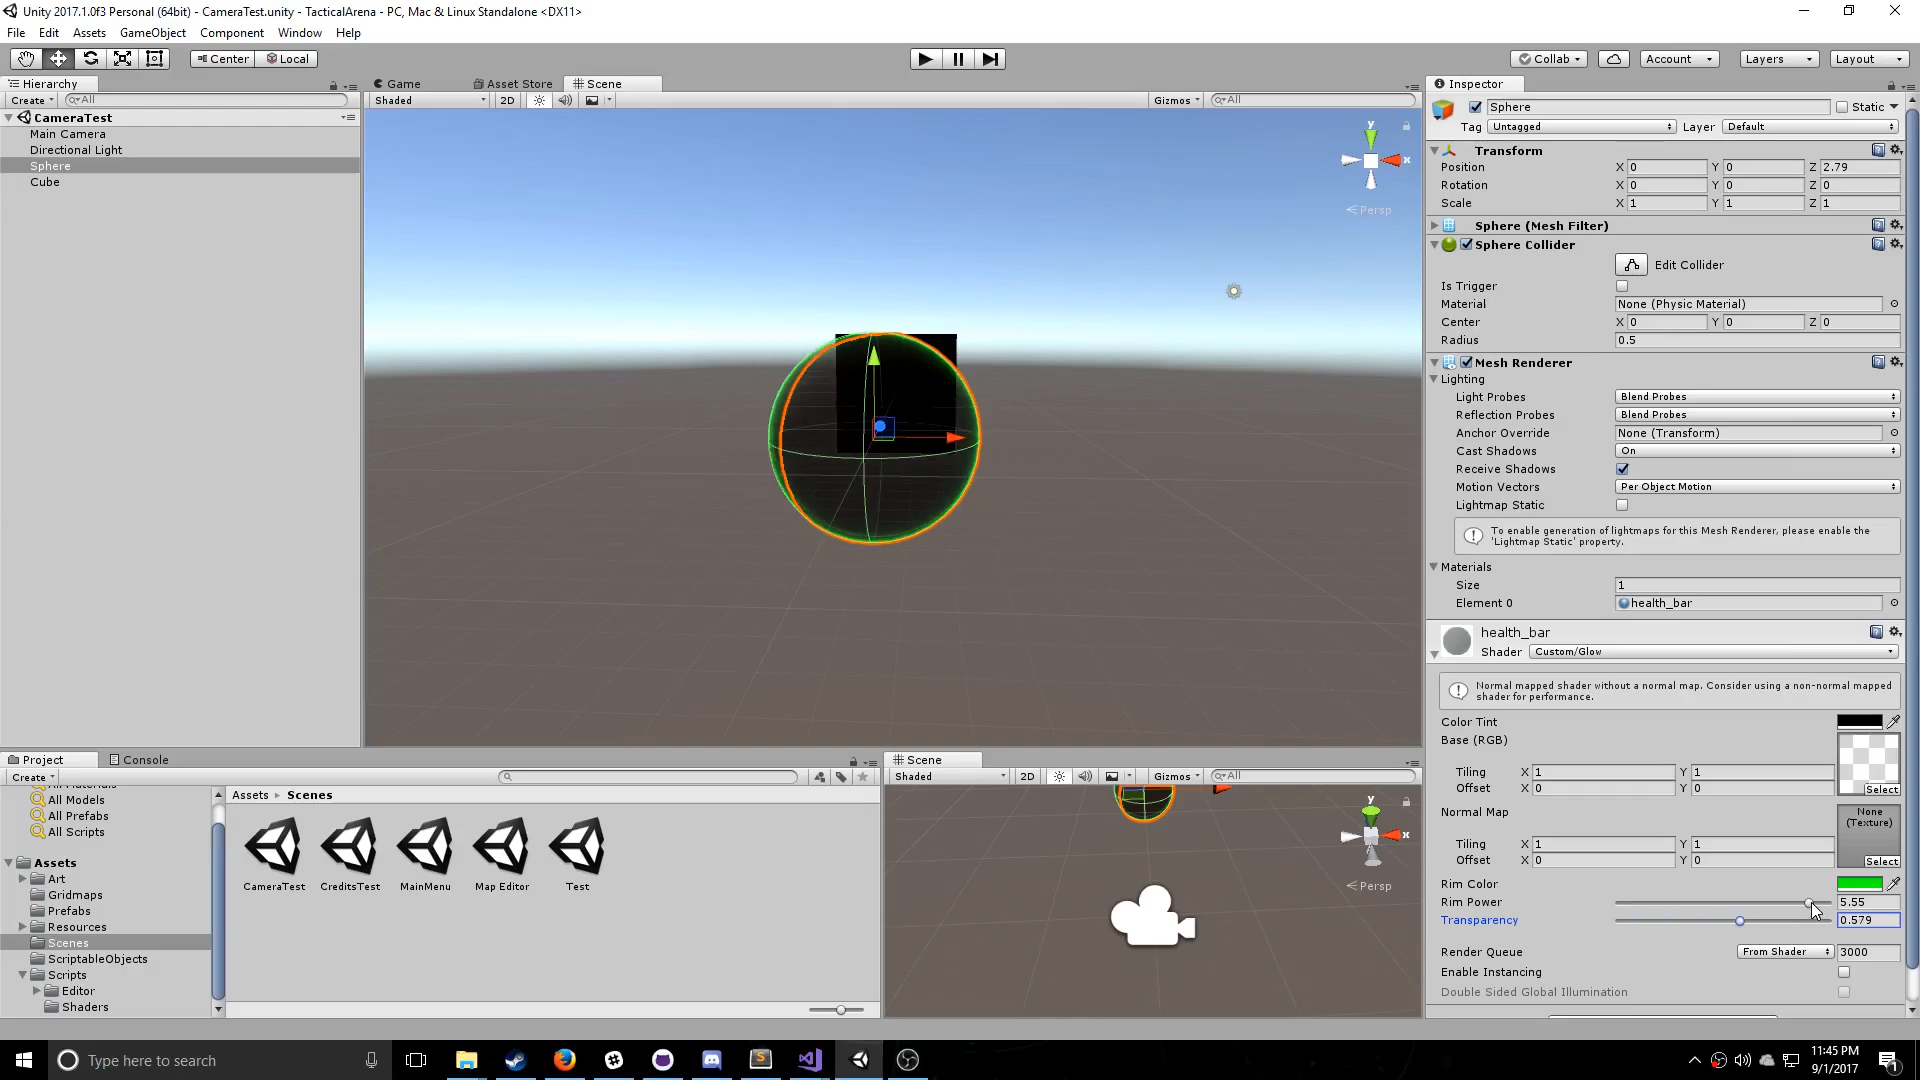 Unity 2017.1.0f3 Personal (64bit) - CameraTest.unity - TacticalArena - PC, Mac & Linux Standalone <DX11>
File Edit Assets GameObject Component Window Help
Center Local Collab Account Layers Layout
Hierarchy
Create All
CameraTest
Main Camera
Directional Light
Sphere
Cube
Game Asset Store Scene
Shaded 2D Gizmos All
y
x
Persp
Inspector
Sphere Static
Tag Untagged Layer Default
Transform
Position X 0 Y 0 Z 2.79
Rotation X 0 Y 0 Z 0
Scale X 1 Y 1 Z 1
Sphere (Mesh Filter)
Sphere Collider
Edit Collider
Is Trigger
Material None (Physic Material)
Center X 0 Y 0 Z 0
Radius 0.5
Mesh Renderer
Lighting
Light Probes Blend Probes
Reflection Probes Blend Probes
Anchor Override None (Transform)
Cast Shadows On
Receive Shadows
Motion Vectors Per Object Motion
Lightmap Static
To enable generation of lightmaps for this Mesh Renderer, please enable the
'Lightmap Static' property.
Materials
Size 1
Element 0 health_bar
health_bar
Shader Custom/Glow
Normal mapped shader without a normal map. Consider using a non-normal mapped
shader for performance.
Color Tint
Base (RGB)
Tiling X 1 Y 1
Offset X 0 Y 0
Select
Normal Map
None
(Texture)
Tiling X 1 Y 1
Offset X 0 Y 0
Select
Rim Color
Rim Power 5.55
Transparency 0.579
Render Queue From Shader 3000
Enable Instancing
Double Sided Global Illumination
Project Console
Create
All Models
All Prefabs
All Scripts
Assets
Art
Gridmaps
Prefabs
Resources
Scenes
ScriptableObjects
Scripts
Editor
Shaders
Assets Scenes
CameraTest CreditsTest MainMenu Map Editor Test
Scene
Shaded 2D Gizmos All
y
x
Persp
Type here to search
11:45 PM
9/1/2017
1